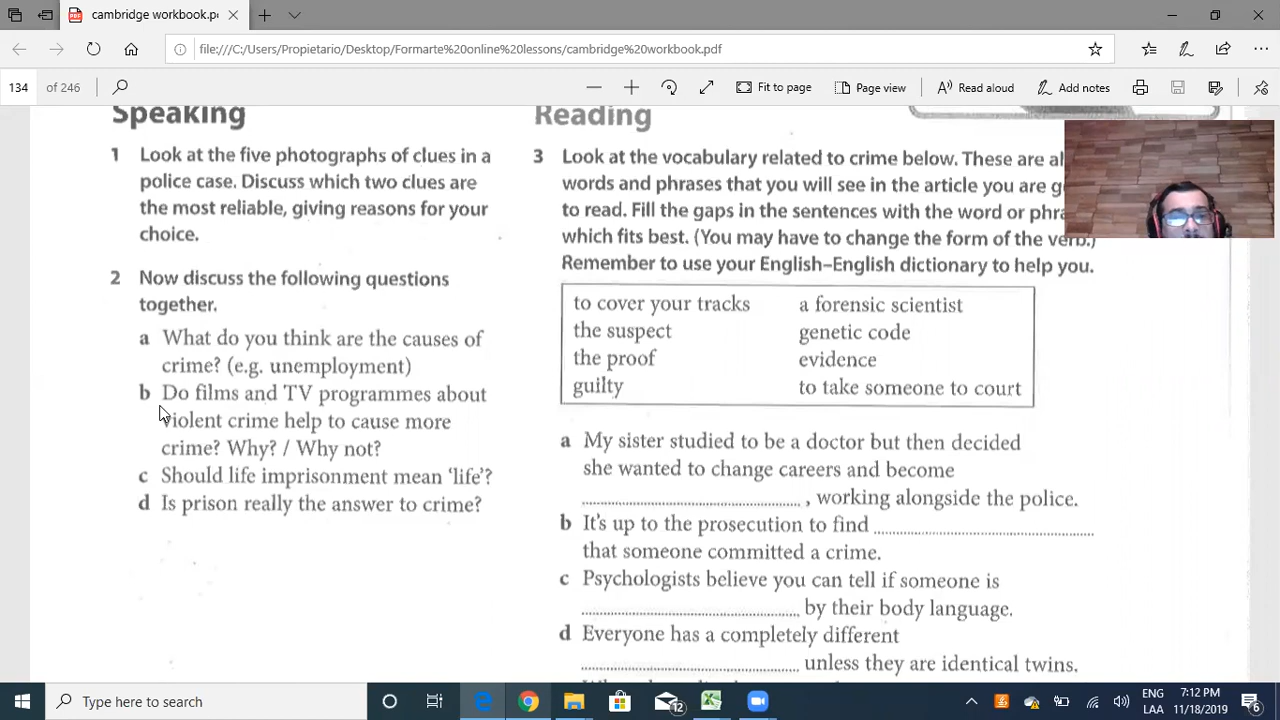 cambridge workbook.p
file:///C:/Users/Propietario/Desktop/Formarte%20online%20lessons/cambridge%20workbook.pdf
134 of 246
Fit to page
Page view
Read aloud
Add notes
Speaking
1 Look at the five photographs of clues in a
police case. Discuss which two clues are
the most reliable, giving reasons for your
choice.
2 Now discuss the following questions
together.
a What do you think are the causes of
crime? (e.g. unemployment)
b Do films and TV programmes about
violent crime help to cause more
crime? Why? / Why not?
c Should life imprisonment mean ‘life’?
d Is prison really the answer to crime?
Reading
3 Look at the vocabulary related to crime below. These are al
words and phrases that you will see in the article you are g
to read. Fill the gaps in the sentences with the word or phra
which fits best. (You may have to change the form of the verb.)
Remember to use your English–English dictionary to help you.
to cover your tracks a forensic scientist
the suspect genetic code
the proof evidence
guilty to take someone to court
a My sister studied to be a doctor but then decided
she wanted to change careers and become
, working alongside the police.
b It’s up to the prosecution to find
that someone committed a crime.
c Psychologists believe you can tell if someone is
by their body language.
d Everyone has a completely different
unless they are identical twins.
Type here to search
12
ENG
LAA
7:12 PM
11/18/2019
6